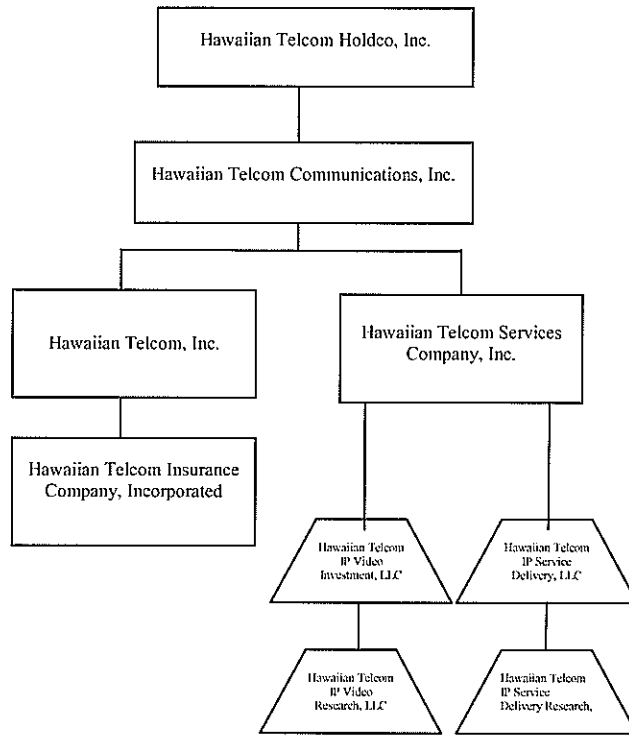 Hawaiian Telcom Holdco, Inc.
Hawaiian Telcom Communications, Inc.
Hawaiian Telcom, Inc.
Hawaiian Telcom Services
Company, Inc.
Hawaiian Telcom Insurance
Company, Incorporated
Hawaiian Telcom
IP Video
Investment, LLC
Hawaiian Telcom
IP Service
Delivery, LLC
Hawaiian Telcom
IP Video
Research, LLC
Hawaiian Telcom
IP Service
Delivery Research,